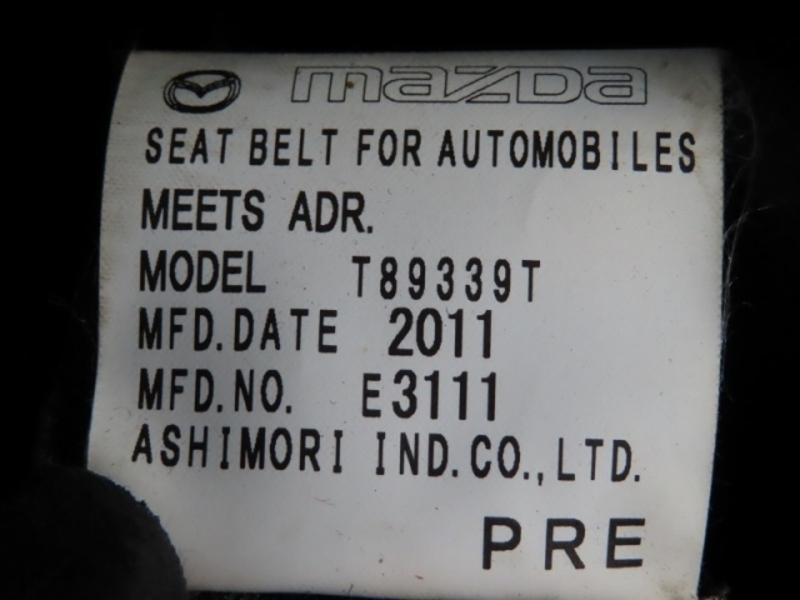 mazda
SEAT BELT FOR AUTOMOBILES
MEETS ADR.
MODEL T89339T
MFD.DATE 2011
MFD.NO. E3111
ASHIMORI IND.CO.,LTD.
PRE